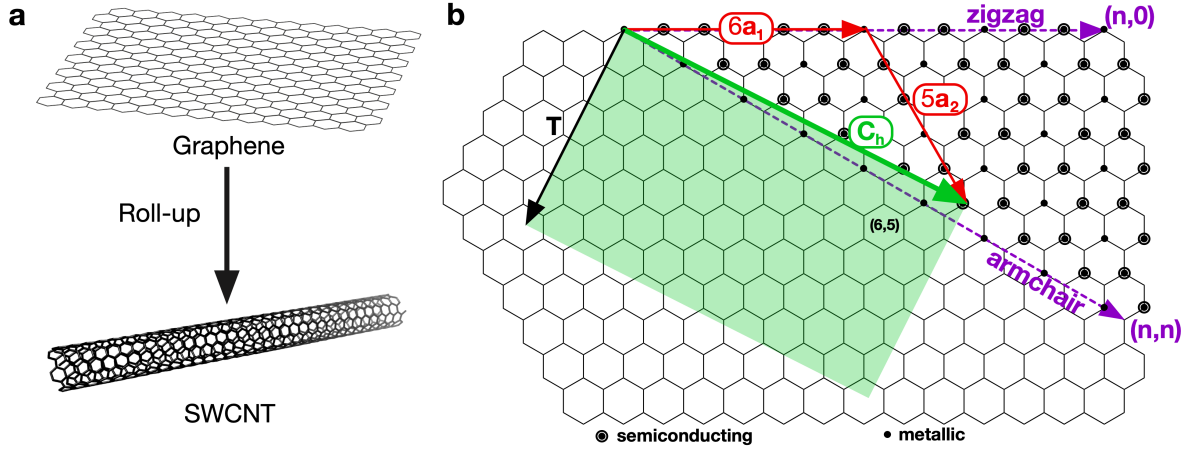 a
Graphene
Roll-up
SWCNT
b
6a₁
zigzag
(n,0)
5a₂
T
Cₕ
(6,5)
armchair
(n,n)
semiconducting
metallic